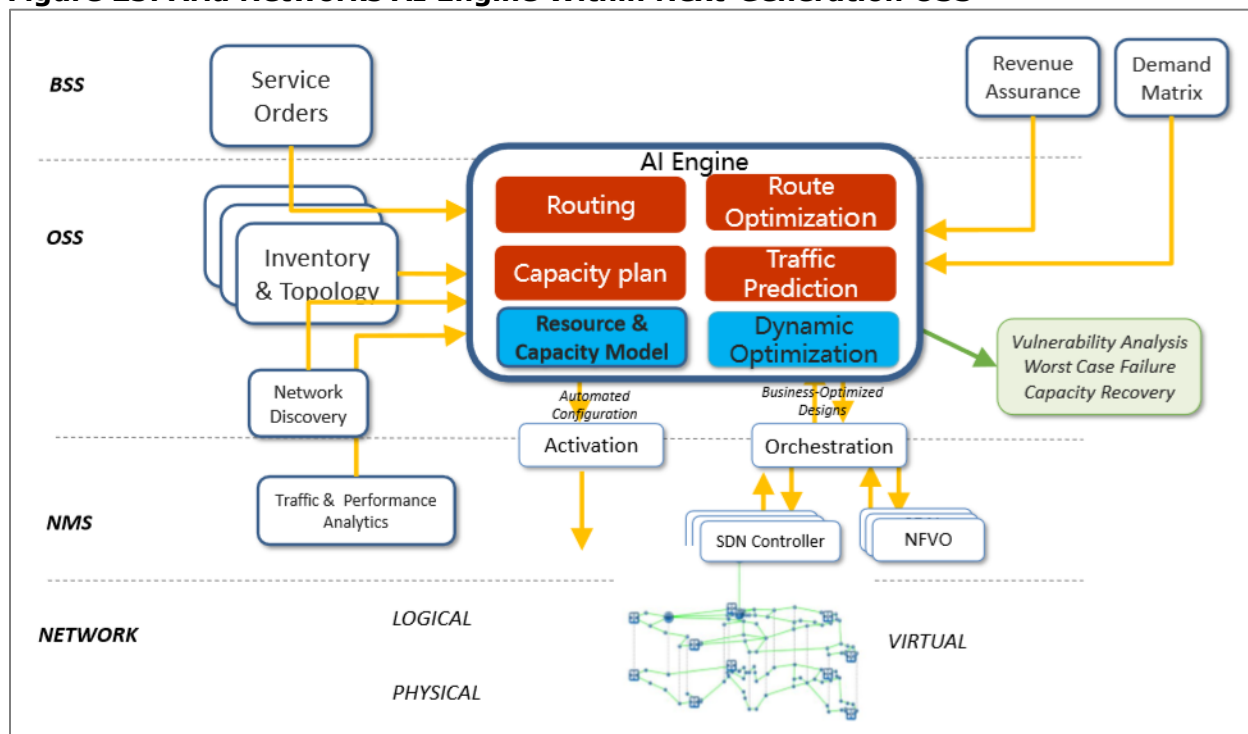 BSS
Service
Orders
Revenue
Assurance
Demand
Matrix
AI Engine
OSS
Routing
Route
Optimization
Inventory
& Topology
Capacity plan
Traffic
Prediction
Resource &
Capacity Model
Dynamic
Optimization
Vulnerability Analysis
Worst Case Failure
Capacity Recovery
Network
Discovery
Automated
Configuration
Business-Optimized
Designs
Activation
Orchestration
NMS
Traffic & Performance
Analytics
SDN Controller
NFVO
NETWORK
LOGICAL
VIRTUAL
PHYSICAL